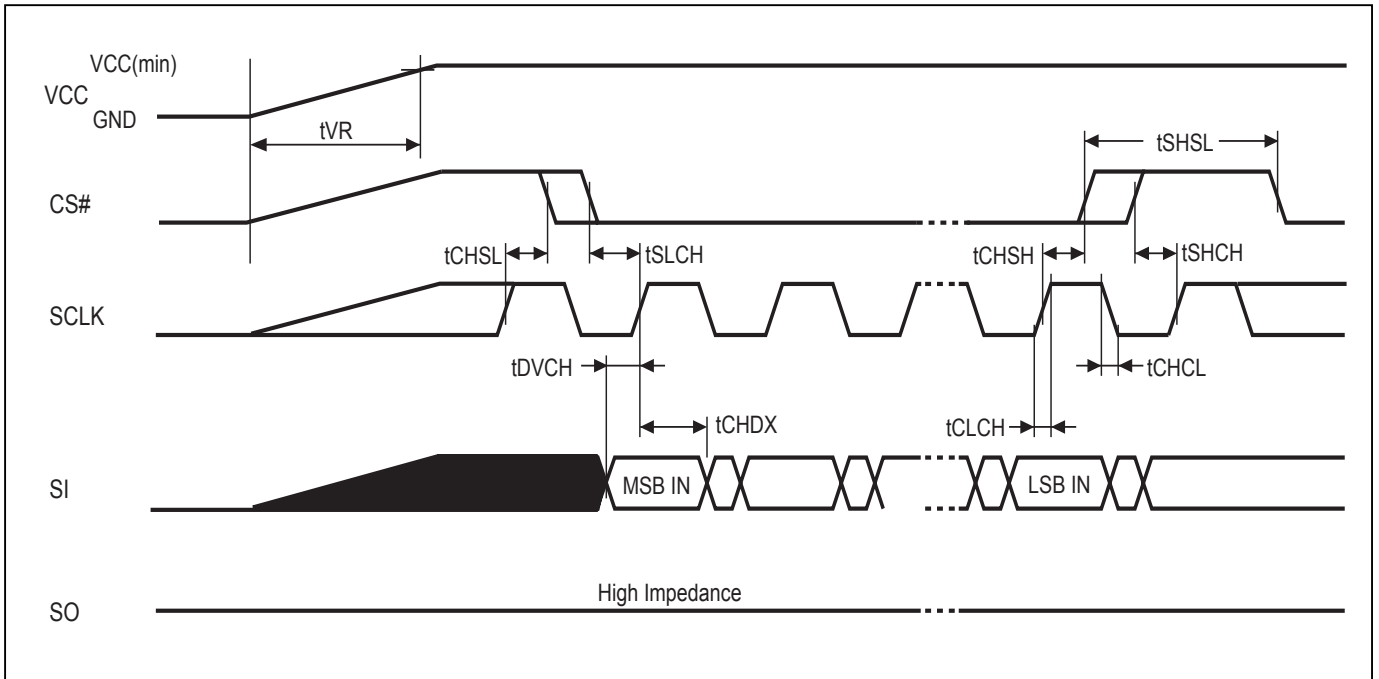 VCC(min)
VCC
GND
tVR
tSHSL
CS#
tCHSL
tSLCH
tCHSH
tSHCH
SCLK
tDVCH
tCHCL
tCHDX
tCLCH
SI
MSB IN
LSB IN
High Impedance
SO